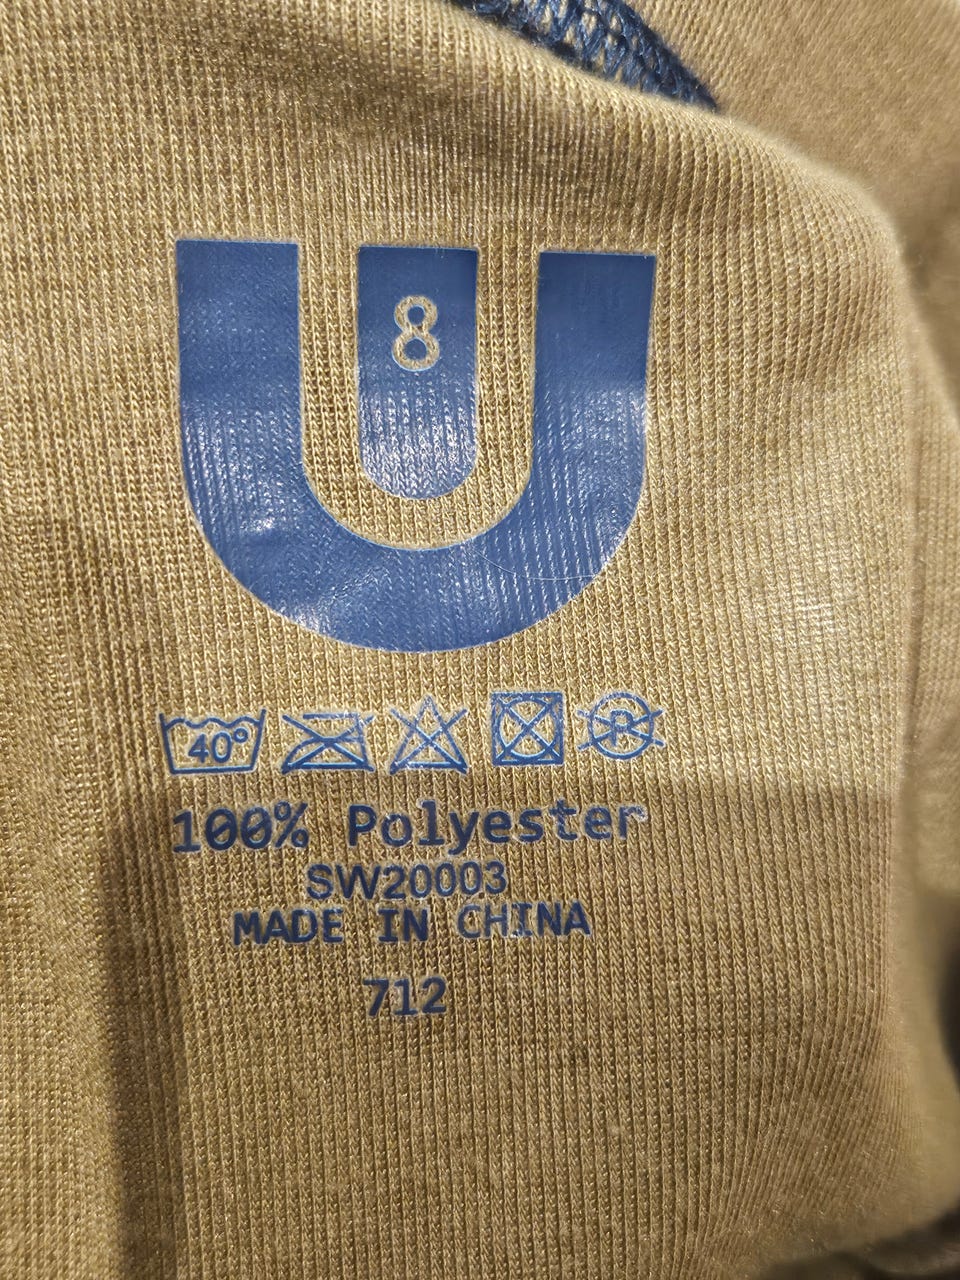 8
40°
P
100% Polyester
SW20003
MADE IN CHINA
712